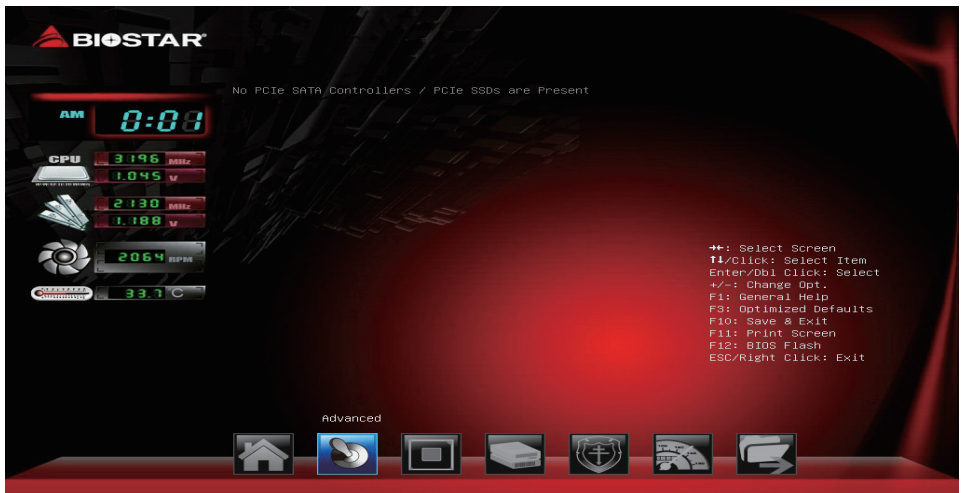 BIOSTAR
No PCIe SATA Controllers / PCIe SSDs are Present
AM 0:01
CPU 3196 MHz
1.045 V
2130 MHz
1.188 V
2064 RPM
33.7 C
→←: Select Screen
↑↓/Click: Select Item
Enter/Dbl Click: Select
+/-: Change Opt.
F1: General Help
F3: Optimized Defaults
F10: Save & Exit
F11: Print Screen
F12: BIOS Flash
ESC/Right Click: Exit
Advanced